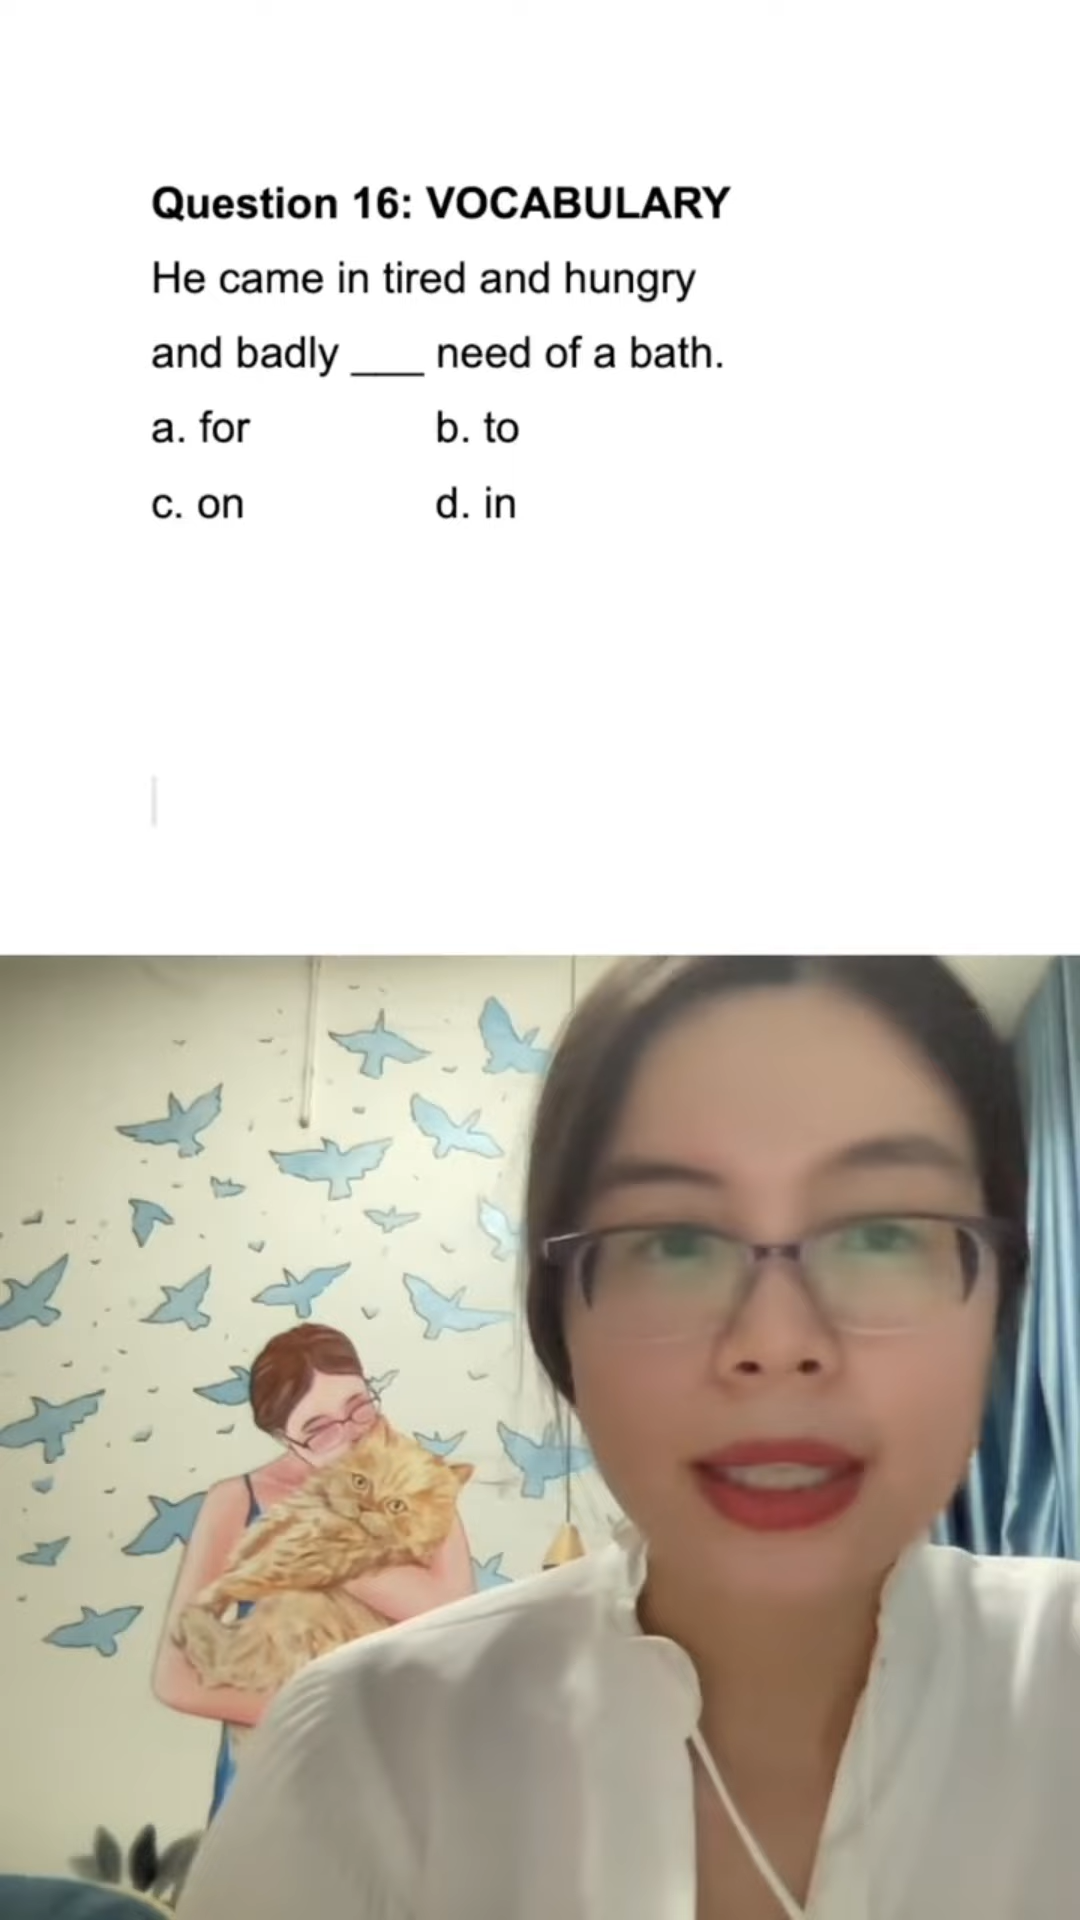 Question 16: VOCABULARY
He came in tired and hungry
and badly ___ need of a bath.
a. for b. to
c. on d. in